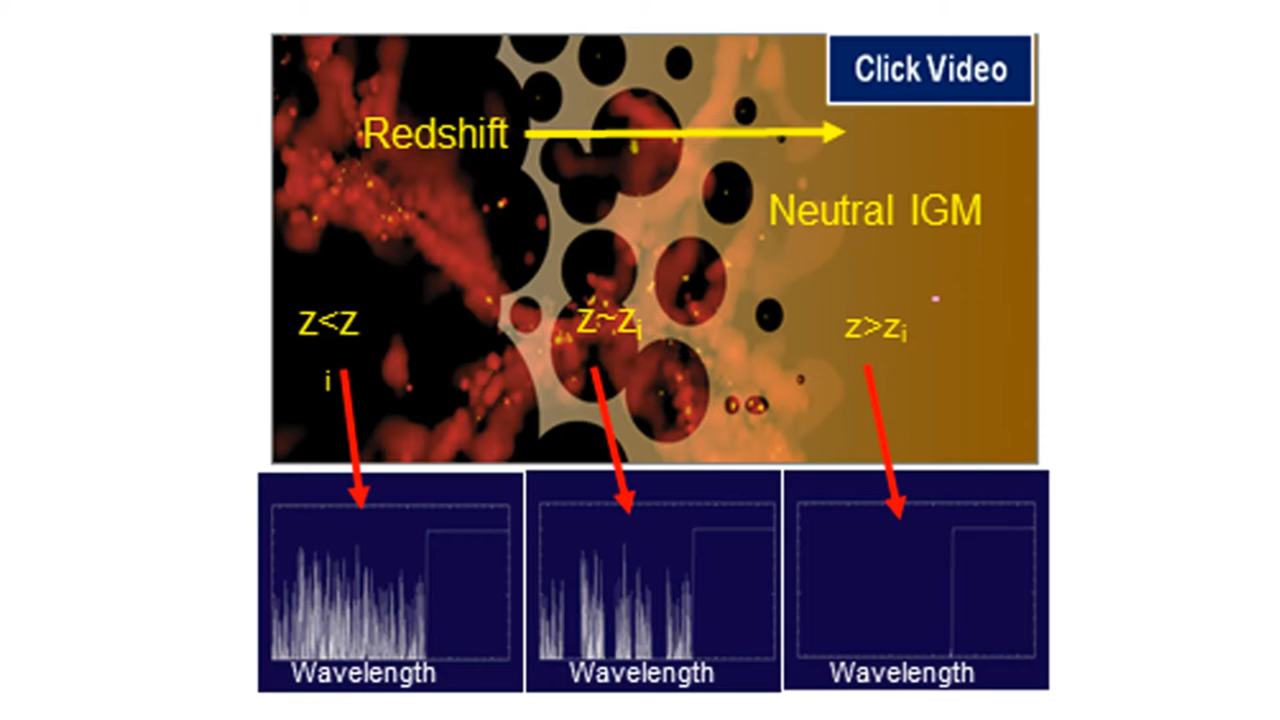 Click Video
Redshift
Neutral IGM
z<z
i
z~zi
z>zi
Wavelength
Wavelength
Wavelength